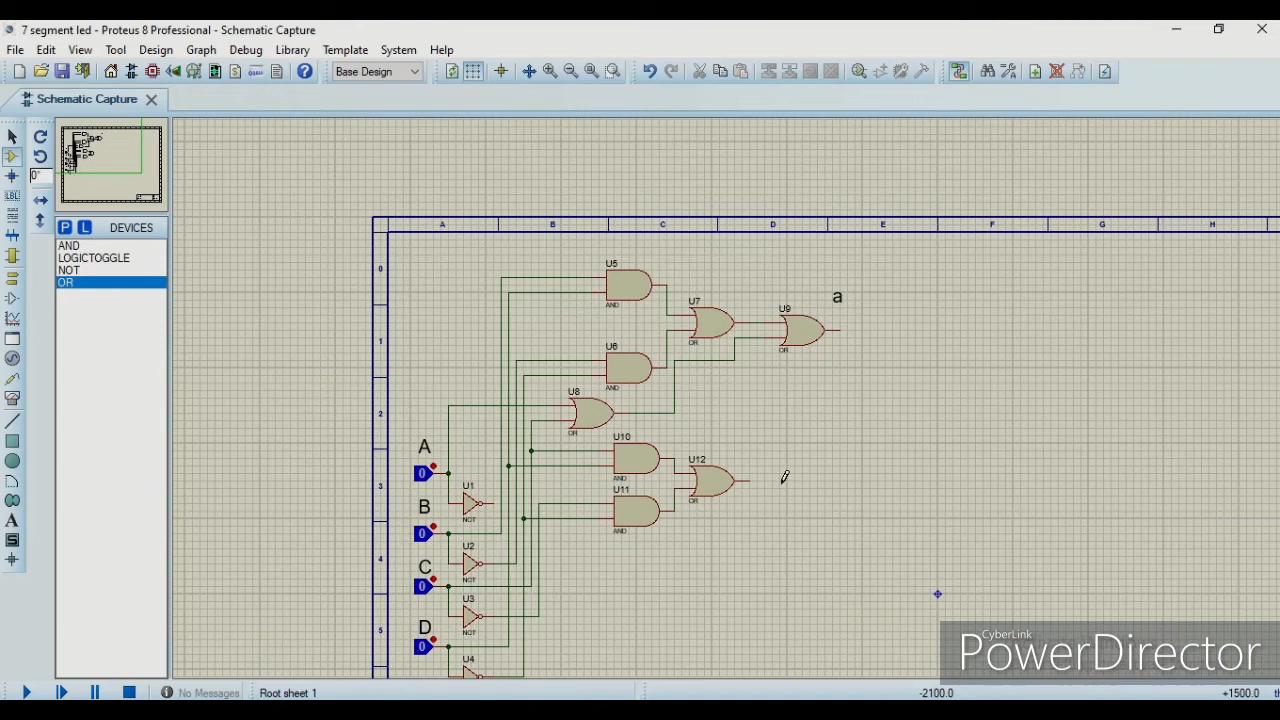 7 segment led - Proteus 8 Professional - Schematic Capture
File Edit View Tool Design Graph Debug Library Template System Help
Base Design
Schematic Capture
0°
LBL
P L DEVICES
AND
LOGICTOGGLE
NOT
OR
A B C D E F G H
0
1
2
3
4
5
U5
AND
U7
OR
U9
OR
a
U6
AND
U8
OR
U10
AND
U12
OR
U11
AND
A
0
U1
NOT
B
0
U2
NOT
C
0
U3
NOT
D
0
U4
CyberLink
PowerDirector
No Messages Root sheet 1 -2100.0 +1500.0 th